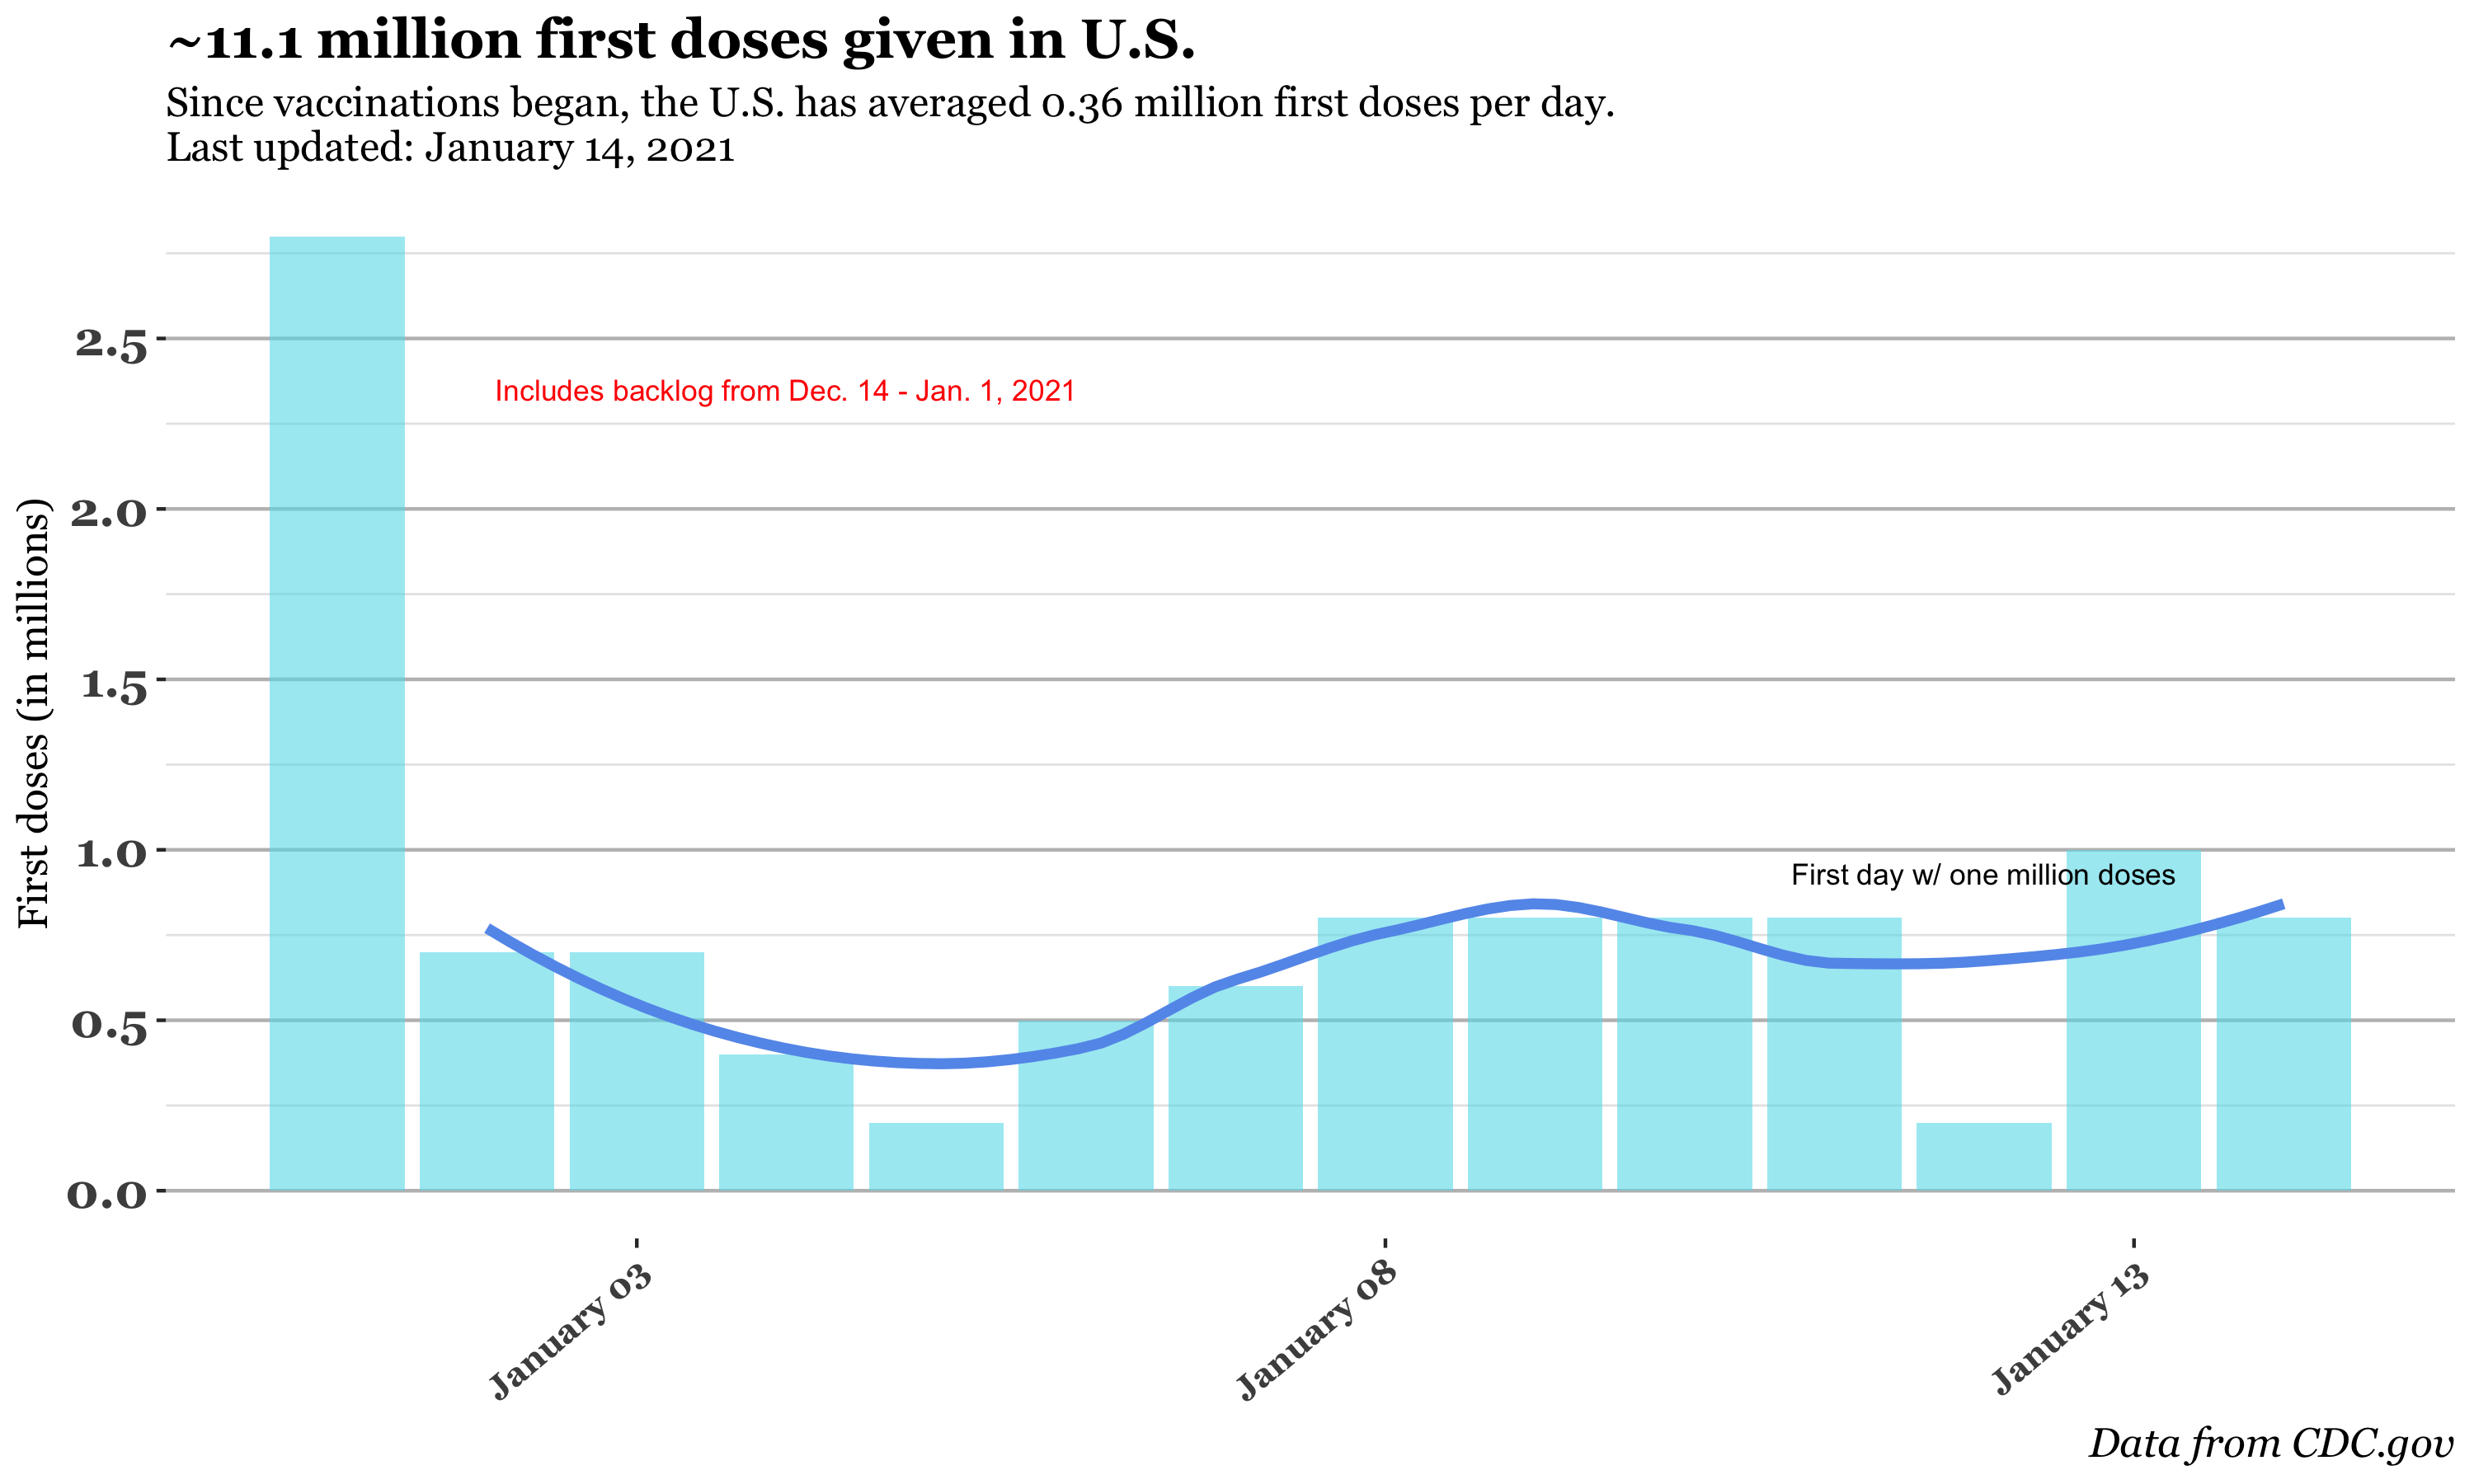 ~11.1 million first doses given in U.S.
Since vaccinations began, the U.S. has averaged 0.36 million first doses per day.
Last updated: January 14, 2021
First doses (in millions)
2.5
2.0
1.5
1.0
0.5
0.0
Includes backlog from Dec. 14 - Jan. 1, 2021
First day w/ one million doses
January 03
January 08
January 13
Data from CDC.gov